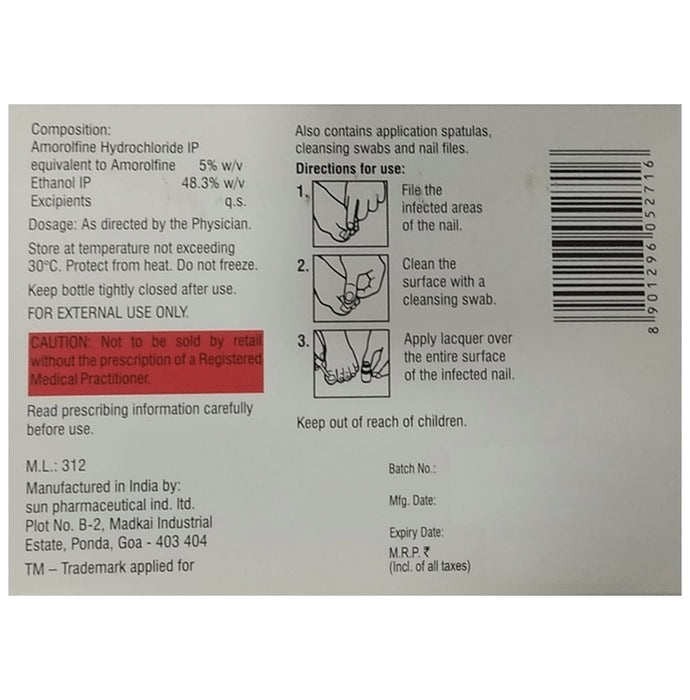 Composition:
Amorolfine Hydrochloride IP
equivalent to Amorolfine 5% w/v
Ethanol IP 48.3% w/v
Excipients q.s.
Dosage: As directed by the Physician.
Store at temperature not exceeding
30°C. Protect from heat. Do not freeze.
Keep bottle tightly closed after use.
FOR EXTERNAL USE ONLY.
CAUTION: Not to be sold by retail
without the prescription of a Registered
Medical Practitioner.
Read prescribing information carefully
before use.
M.L.: 312
Manufactured in India by:
sun pharmaceutical ind. ltd.
Plot No. B-2, Madkai Industrial
Estate, Ponda, Goa - 403 404
TM – Trademark applied for
Also contains application spatulas,
cleansing swabs and nail files.
Directions for use:
1. File the
infected areas
of the nail.
2. Clean the
surface with a
cleansing swab.
3. Apply lacquer over
the entire surface
of the infected nail.
Keep out of reach of children.
Batch No.:
Mfg. Date:
Expiry Date:
M.R.P. ₹
(Incl. of all taxes)
8 901296 052716